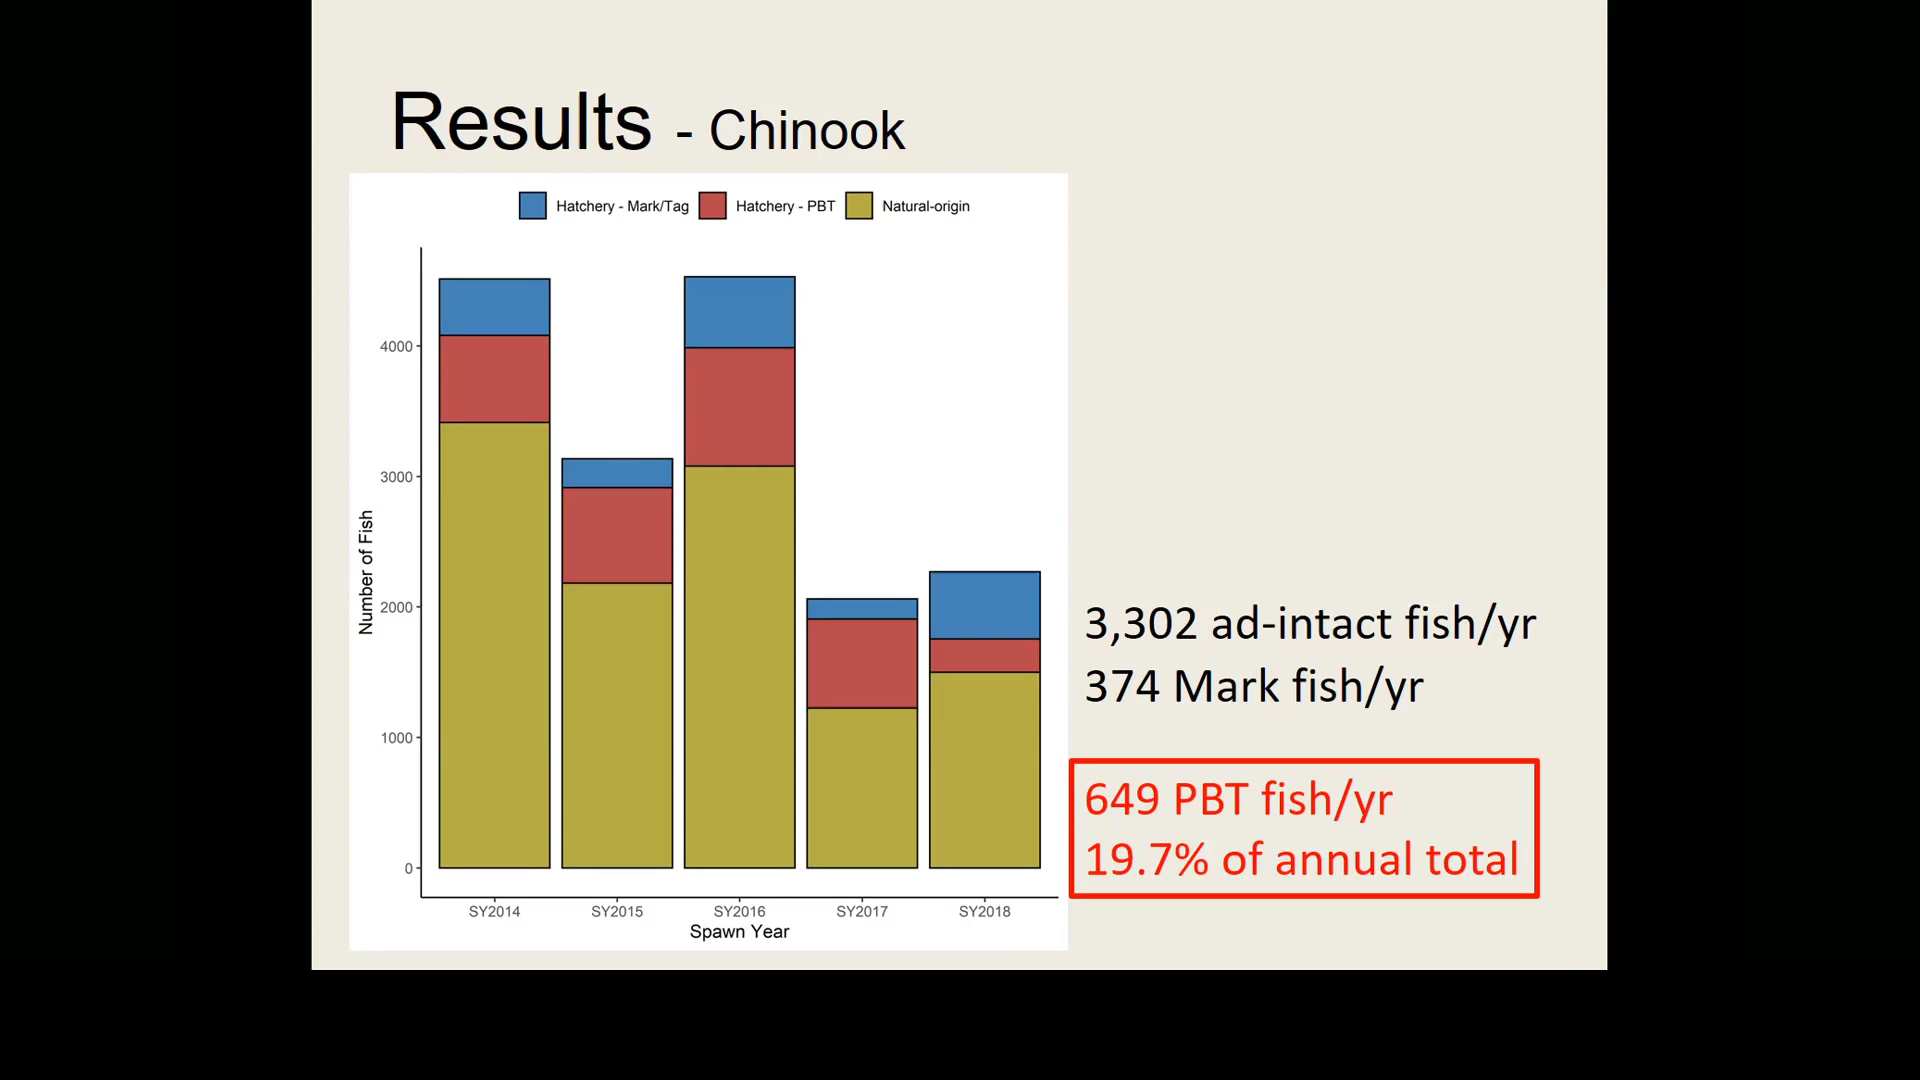 Results - Chinook
Hatchery - Mark/Tag Hatchery - PBT Natural-origin
Number of Fish
4000
3000
2000
1000
0
SY2014 SY2015 SY2016 SY2017 SY2018
Spawn Year
3,302 ad-intact fish/yr
374 Mark fish/yr
649 PBT fish/yr
19.7% of annual total